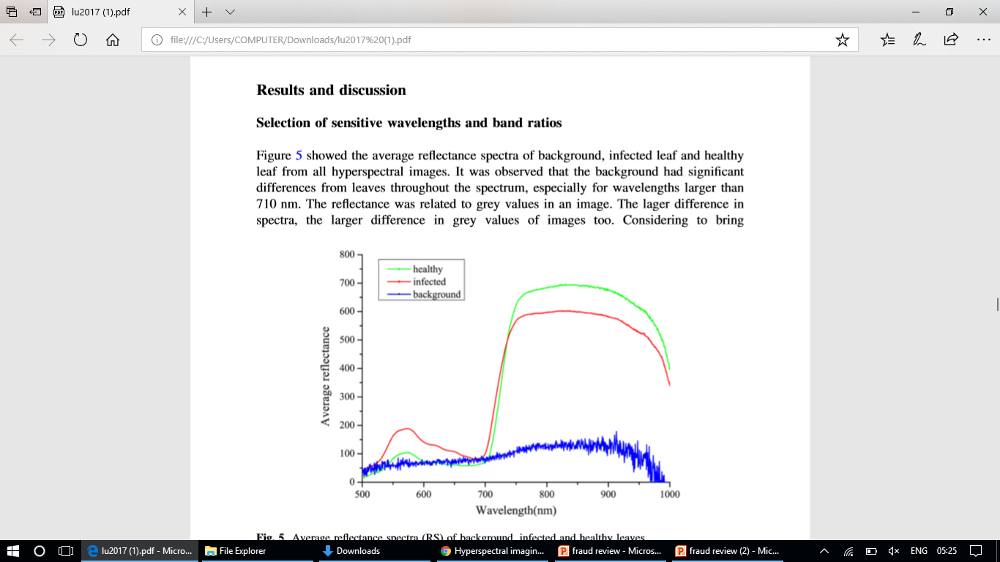 lu2017 (1).pdf
file:///C:/Users/COMPUTER/Downloads/lu2017%20(1).pdf
Results and discussion
Selection of sensitive wavelengths and band ratios
Figure 5 showed the average reflectance spectra of background, infected leaf and healthy
leaf from all hyperspectral images. It was observed that the background had significant
differences from leaves throughout the spectrum, especially for wavelengths larger than
710 nm. The reflectance was related to grey values in an image. The lager difference in
spectra, the larger difference in grey values of images too. Considering to bring
800
700
600
500
400
300
200
100
0
Average reflectance
healthy
infected
background
500 600 700 800 900 1000
Wavelength(nm)
Fig. 5 Average reflectance spectra (RS) of background, infected and healthy leaves
lu2017 (1).pdf - Micro... File Explorer Downloads Hyperspectral imagin... fraud review - Micros... fraud review (2) - Mic... ENG 05:25